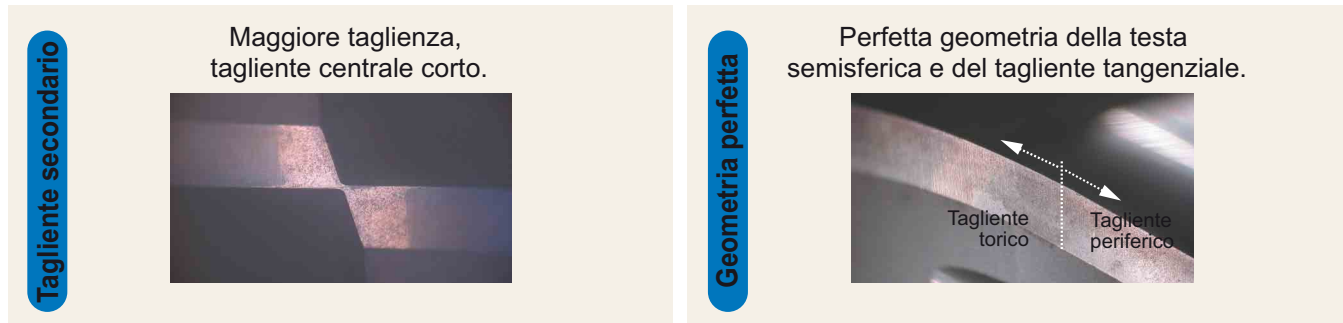 Tagliente secondario
Maggiore taglienza,
tagliente centrale corto.
Geometria perfetta
Perfetta geometria della testa
semisferica e del tagliente tangenziale.
Tagliente
torico
Tagliente
periferico